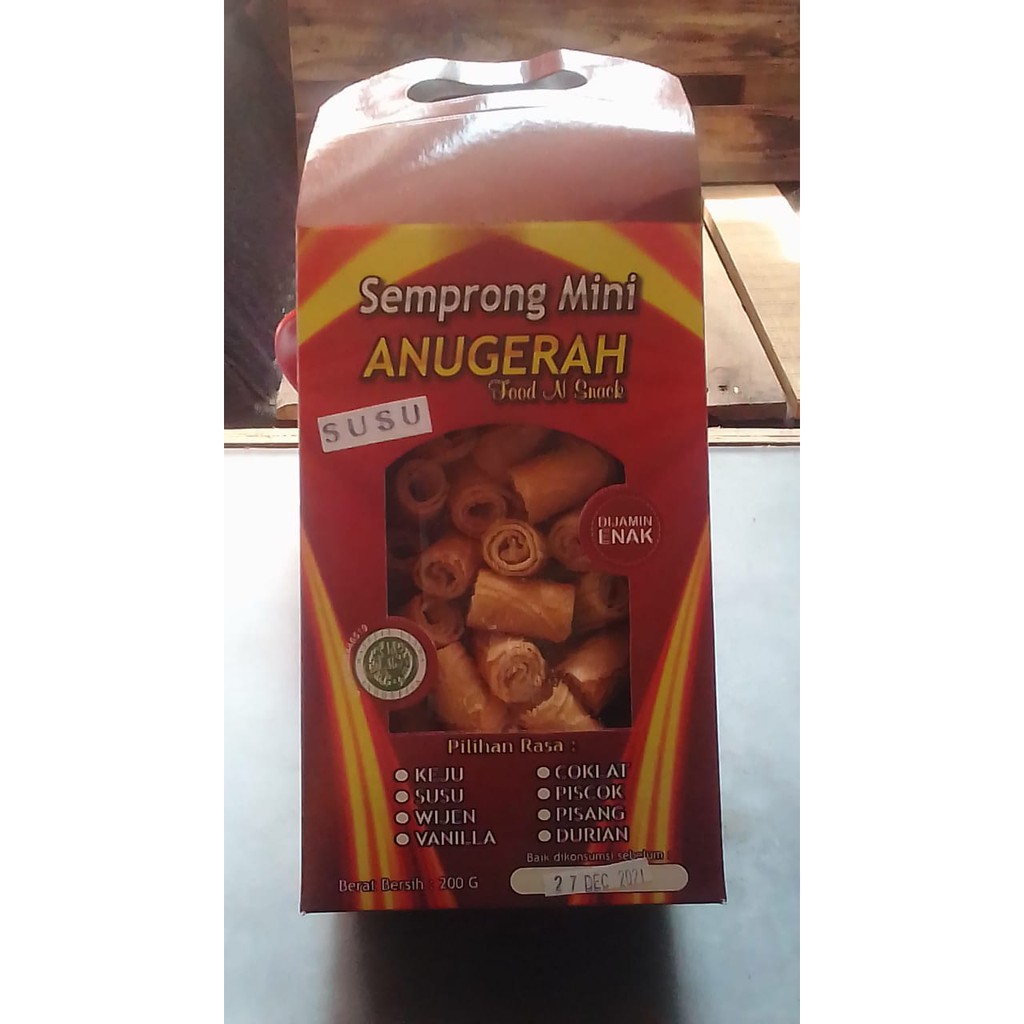 Semprong Mini
ANUGERAH
Food N Snack
SUSU
DIJAMIN
ENAK
Pilihan Rasa :
KEJU
SUSU
WIJEN
VANILLA
COKLAT
PISCOK
PISANG
DURIAN
Baik dikonsumsi sebelum
Berat Bersih : 200 G
27 DEC 2021